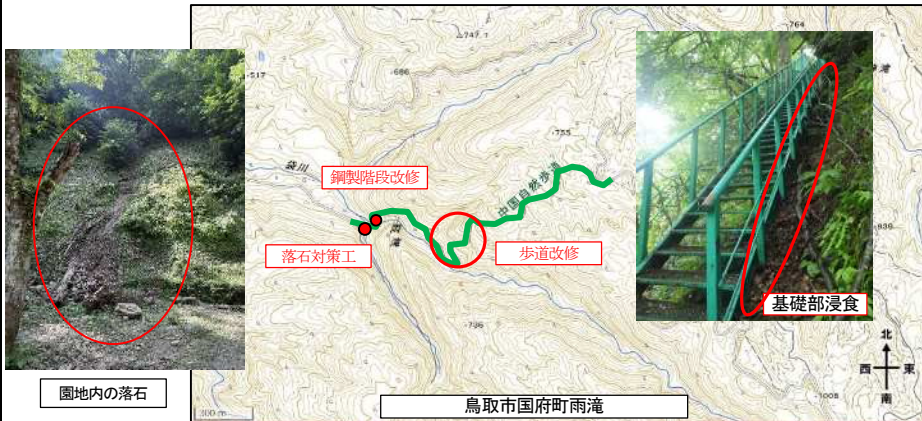 △747.1
・764
・686
・517
袋川
鋼製階段改修
・755
中国自然歩道
雨滝
落石対策工
歩道改修
基礎部浸食
・736
北
西
東
南
・1008
300 m
園地内の落石
鳥取市国府町雨滝